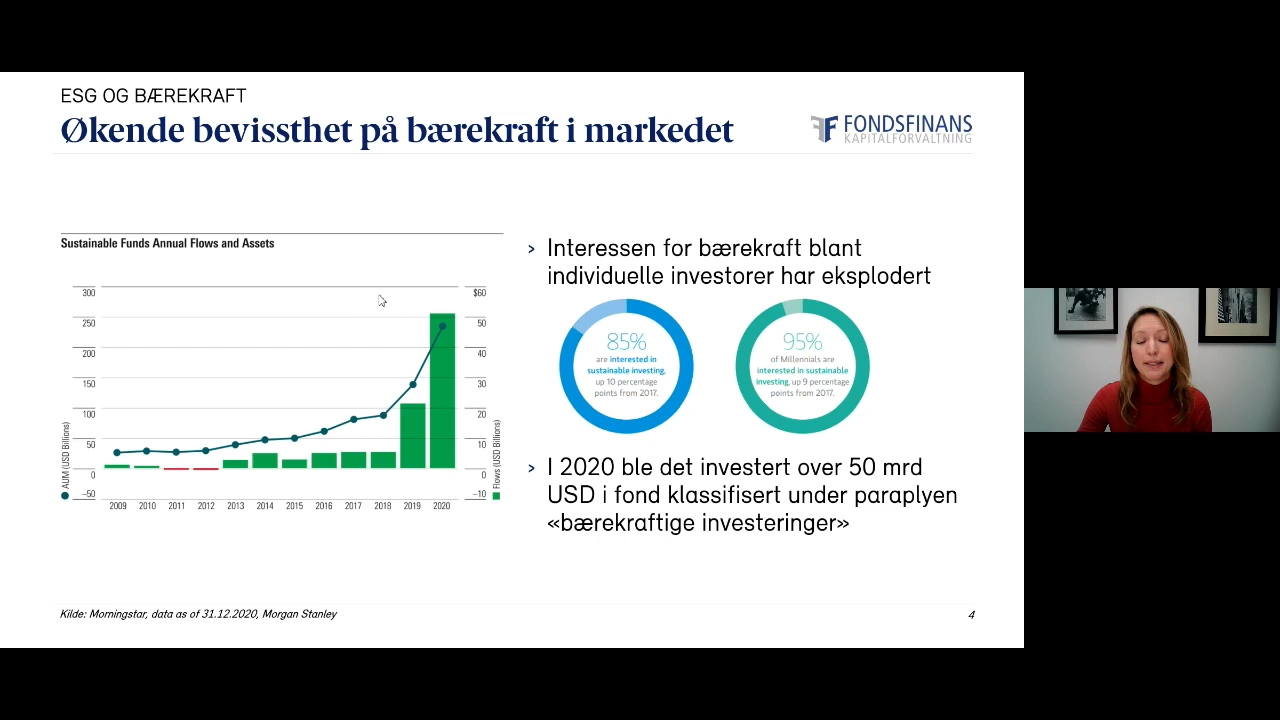 ESG OG BÆREKRAFT
Økende bevissthet på bærekraft i markedet
FONDSFINANS
KAPITALFORVALTNING
Sustainable Funds Annual Flows and Assets
300
250
200
150
100
50
0
−50
AUM (USD Billions)
$60
50
40
30
20
10
0
−10
Flows (USD Billions)
2009 2010 2011 2012 2013 2014 2015 2016 2017 2018 2019 2020
› Interessen for bærekraft blant
individuelle investorer har eksplodert
85%
are interested in
sustainable investing,
up 10 percentage
points from 2017.
95%
of Millennials are
interested in sustainable
investing, up 9 percentage
points from 2017.
› I 2020 ble det investert over 50 mrd
USD i fond klassifisert under paraplyen
«bærekraftige investeringer»
Kilde: Morningstar, data as of 31.12.2020, Morgan Stanley
4